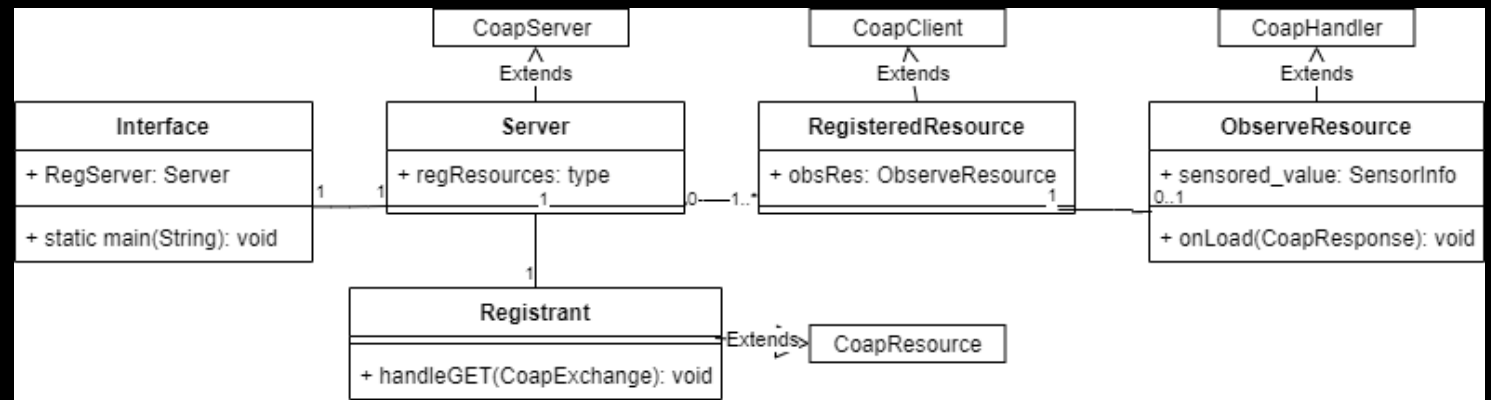 CoapServer
CoapClient
CoapHandler
Extends
Extends
Extends
Interface
Server
RegisteredResource
ObserveResource
+ RegServer: Server
+ regResources: type
+ obsRes: ObserveResource
+ sensored_value: SensorInfo
1
1
1
0
1..*
1
0..1
+ static main(String): void
+ onLoad(CoapResponse): void
1
Registrant
Extends
CoapResource
+ handleGET(CoapExchange): void